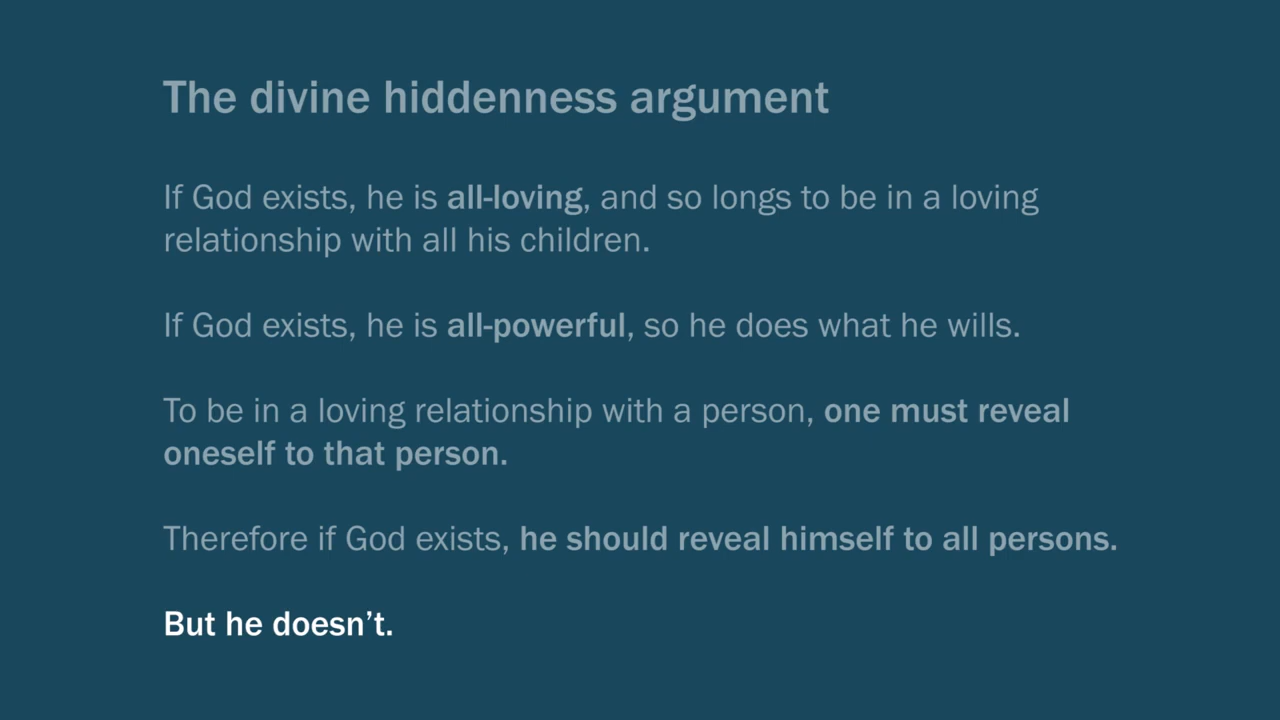 The divine hiddenness argument
If God exists, he is all-loving, and so longs to be in a loving
relationship with all his children.
If God exists, he is all-powerful, so he does what he wills.
To be in a loving relationship with a person, one must reveal
oneself to that person.
Therefore if God exists, he should reveal himself to all persons.
But he doesn’t.